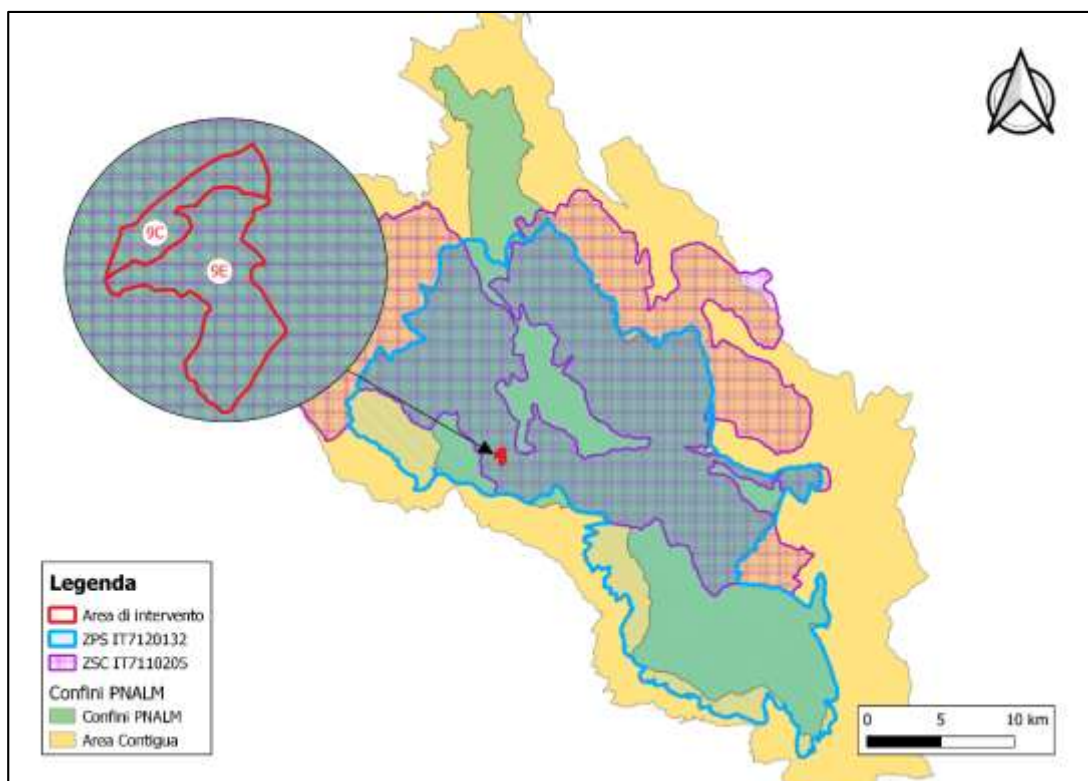 9C
9E
Legenda
Area di intervento
ZPS IT7120132
ZSC IT7110205
Confini PNALM
Confini PNALM
Area Contigua
0 5 10 km